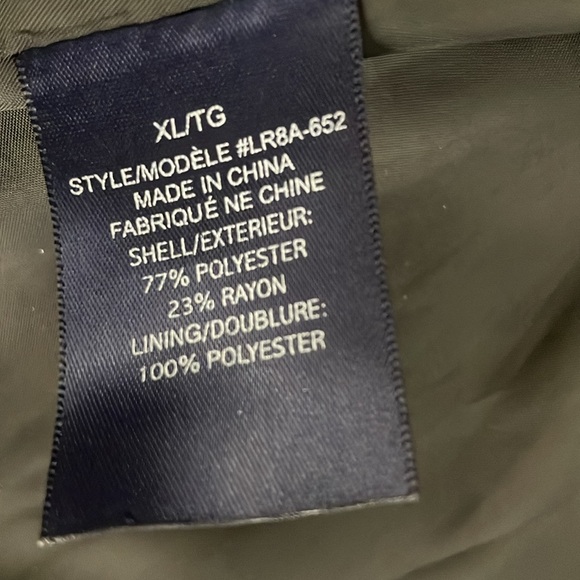 XL/TG
STYLE/MODÈLE #LR8A-652
MADE IN CHINA
FABRIQUÉ NE CHINE
SHELL/EXTERIEUR:
77% POLYESTER
23% RAYON
LINING/DOUBLURE:
100% POLYESTER